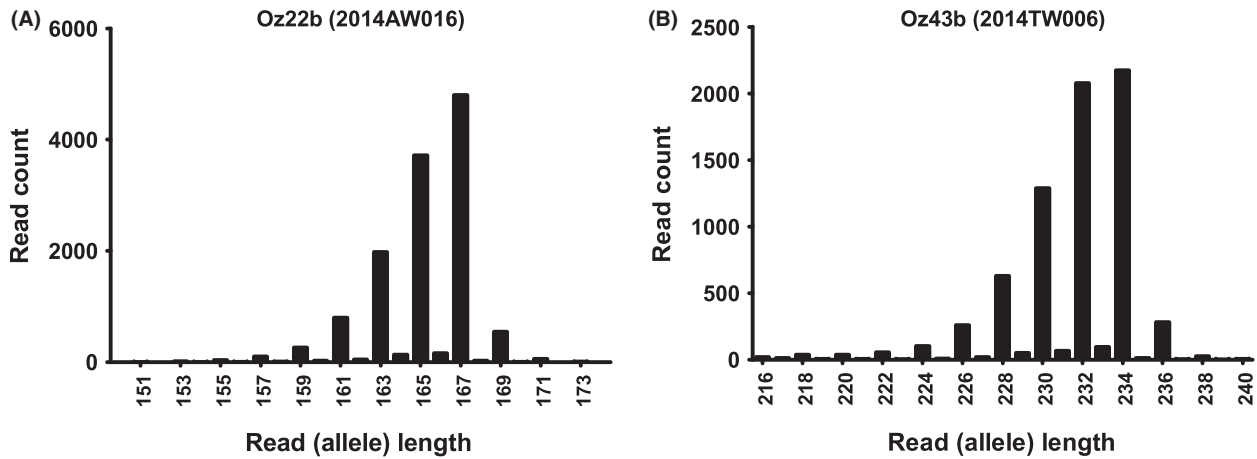 (A) Oz22b (2014AW016)
6000
4000
2000
0
Read count
151 153 155 157 159 161 163 165 167 169 171 173
Read (allele) length
(B) Oz43b (2014TW006)
2500
2000
1500
1000
500
0
Read count
216 218 220 222 224 226 228 230 232 234 236 238 240
Read (allele) length